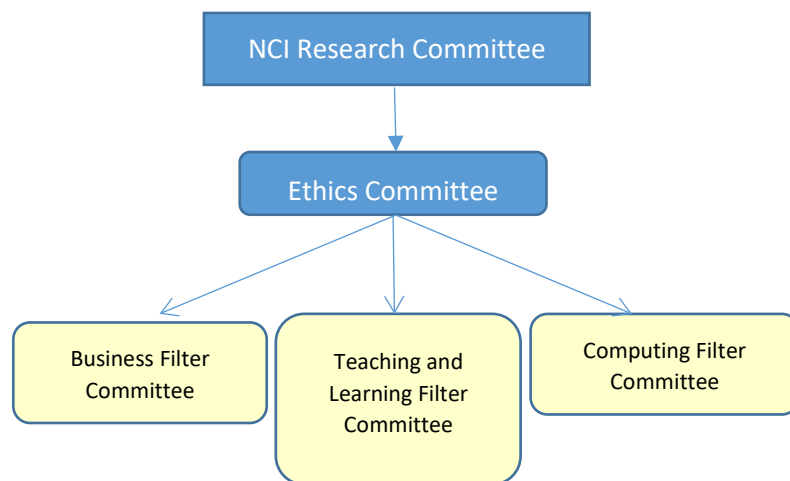 NCI Research Committee
Ethics Committee
Business Filter
Committee
Teaching and
Learning Filter
Committee
Computing Filter
Committee